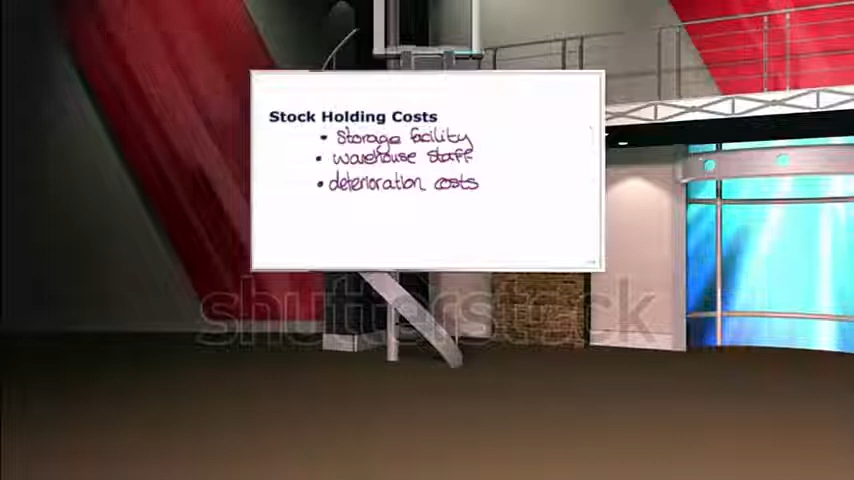 Stock Holding Costs
• Storage facility
• warehouse staff
• deterioration costs
shutterstock